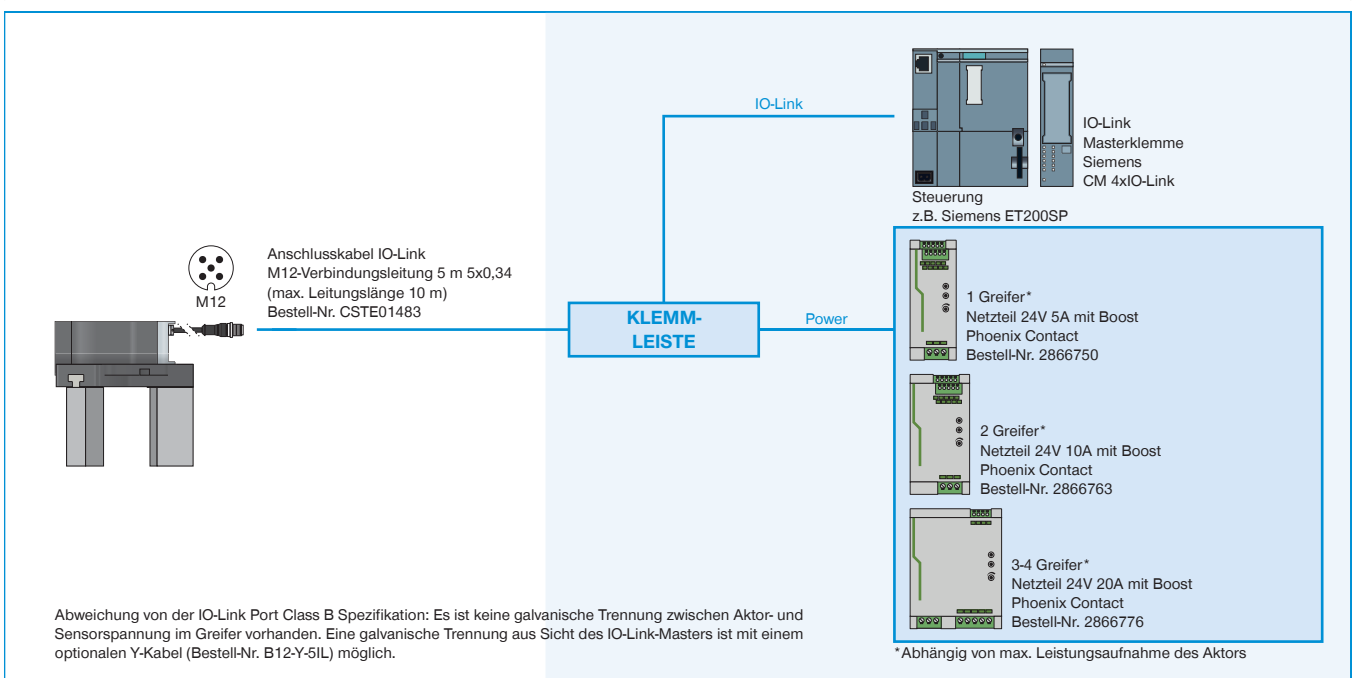 IO-Link
IO-Link
Masterklemme
Siemens
CM 4xIO-Link
Steuerung
z.B. Siemens ET200SP
M12
Anschlusskabel IO-Link
M12-Verbindungsleitung 5 m 5x0,34
(max. Leitungslänge 10 m)
Bestell-Nr. CSTE01483
KLEMM-
LEISTE
Power
1 Greifer*
Netzteil 24V 5A mit Boost
Phoenix Contact
Bestell-Nr. 2866750
2 Greifer*
Netzteil 24V 10A mit Boost
Phoenix Contact
Bestell-Nr. 2866763
3-4 Greifer*
Netzteil 24V 20A mit Boost
Phoenix Contact
Bestell-Nr. 2866776
*Abhängig von max. Leistungsaufnahme des Aktors
Abweichung von der IO-Link Port Class B Spezifikation: Es ist keine galvanische Trennung zwischen Aktor- und
Sensorspannung im Greifer vorhanden. Eine galvanische Trennung aus Sicht des IO-Link-Masters ist mit einem
optionalen Y-Kabel (Bestell-Nr. B12-Y-5IL) möglich.